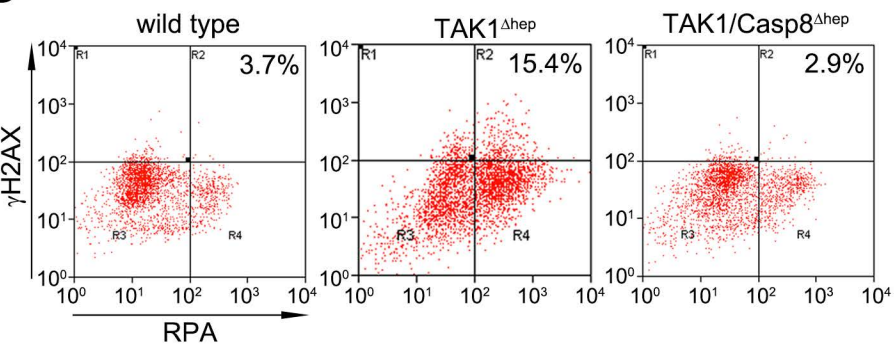 wild type
TAK1Δhep
TAK1/Casp8Δhep
γH2AX
10⁴
10³
10²
10¹
10⁰
R1
R2
3.7%
R3
R4
10⁰ 10¹ 10² 10³ 10⁴
10⁴
10³
10²
10¹
10⁰
R1
R2
15.4%
R3
R4
10⁰ 10¹ 10² 10³ 10⁴
10⁴
10³
10²
10¹
10⁰
R1
R2
2.9%
R3
R4
10⁰ 10¹ 10² 10³ 10⁴
RPA